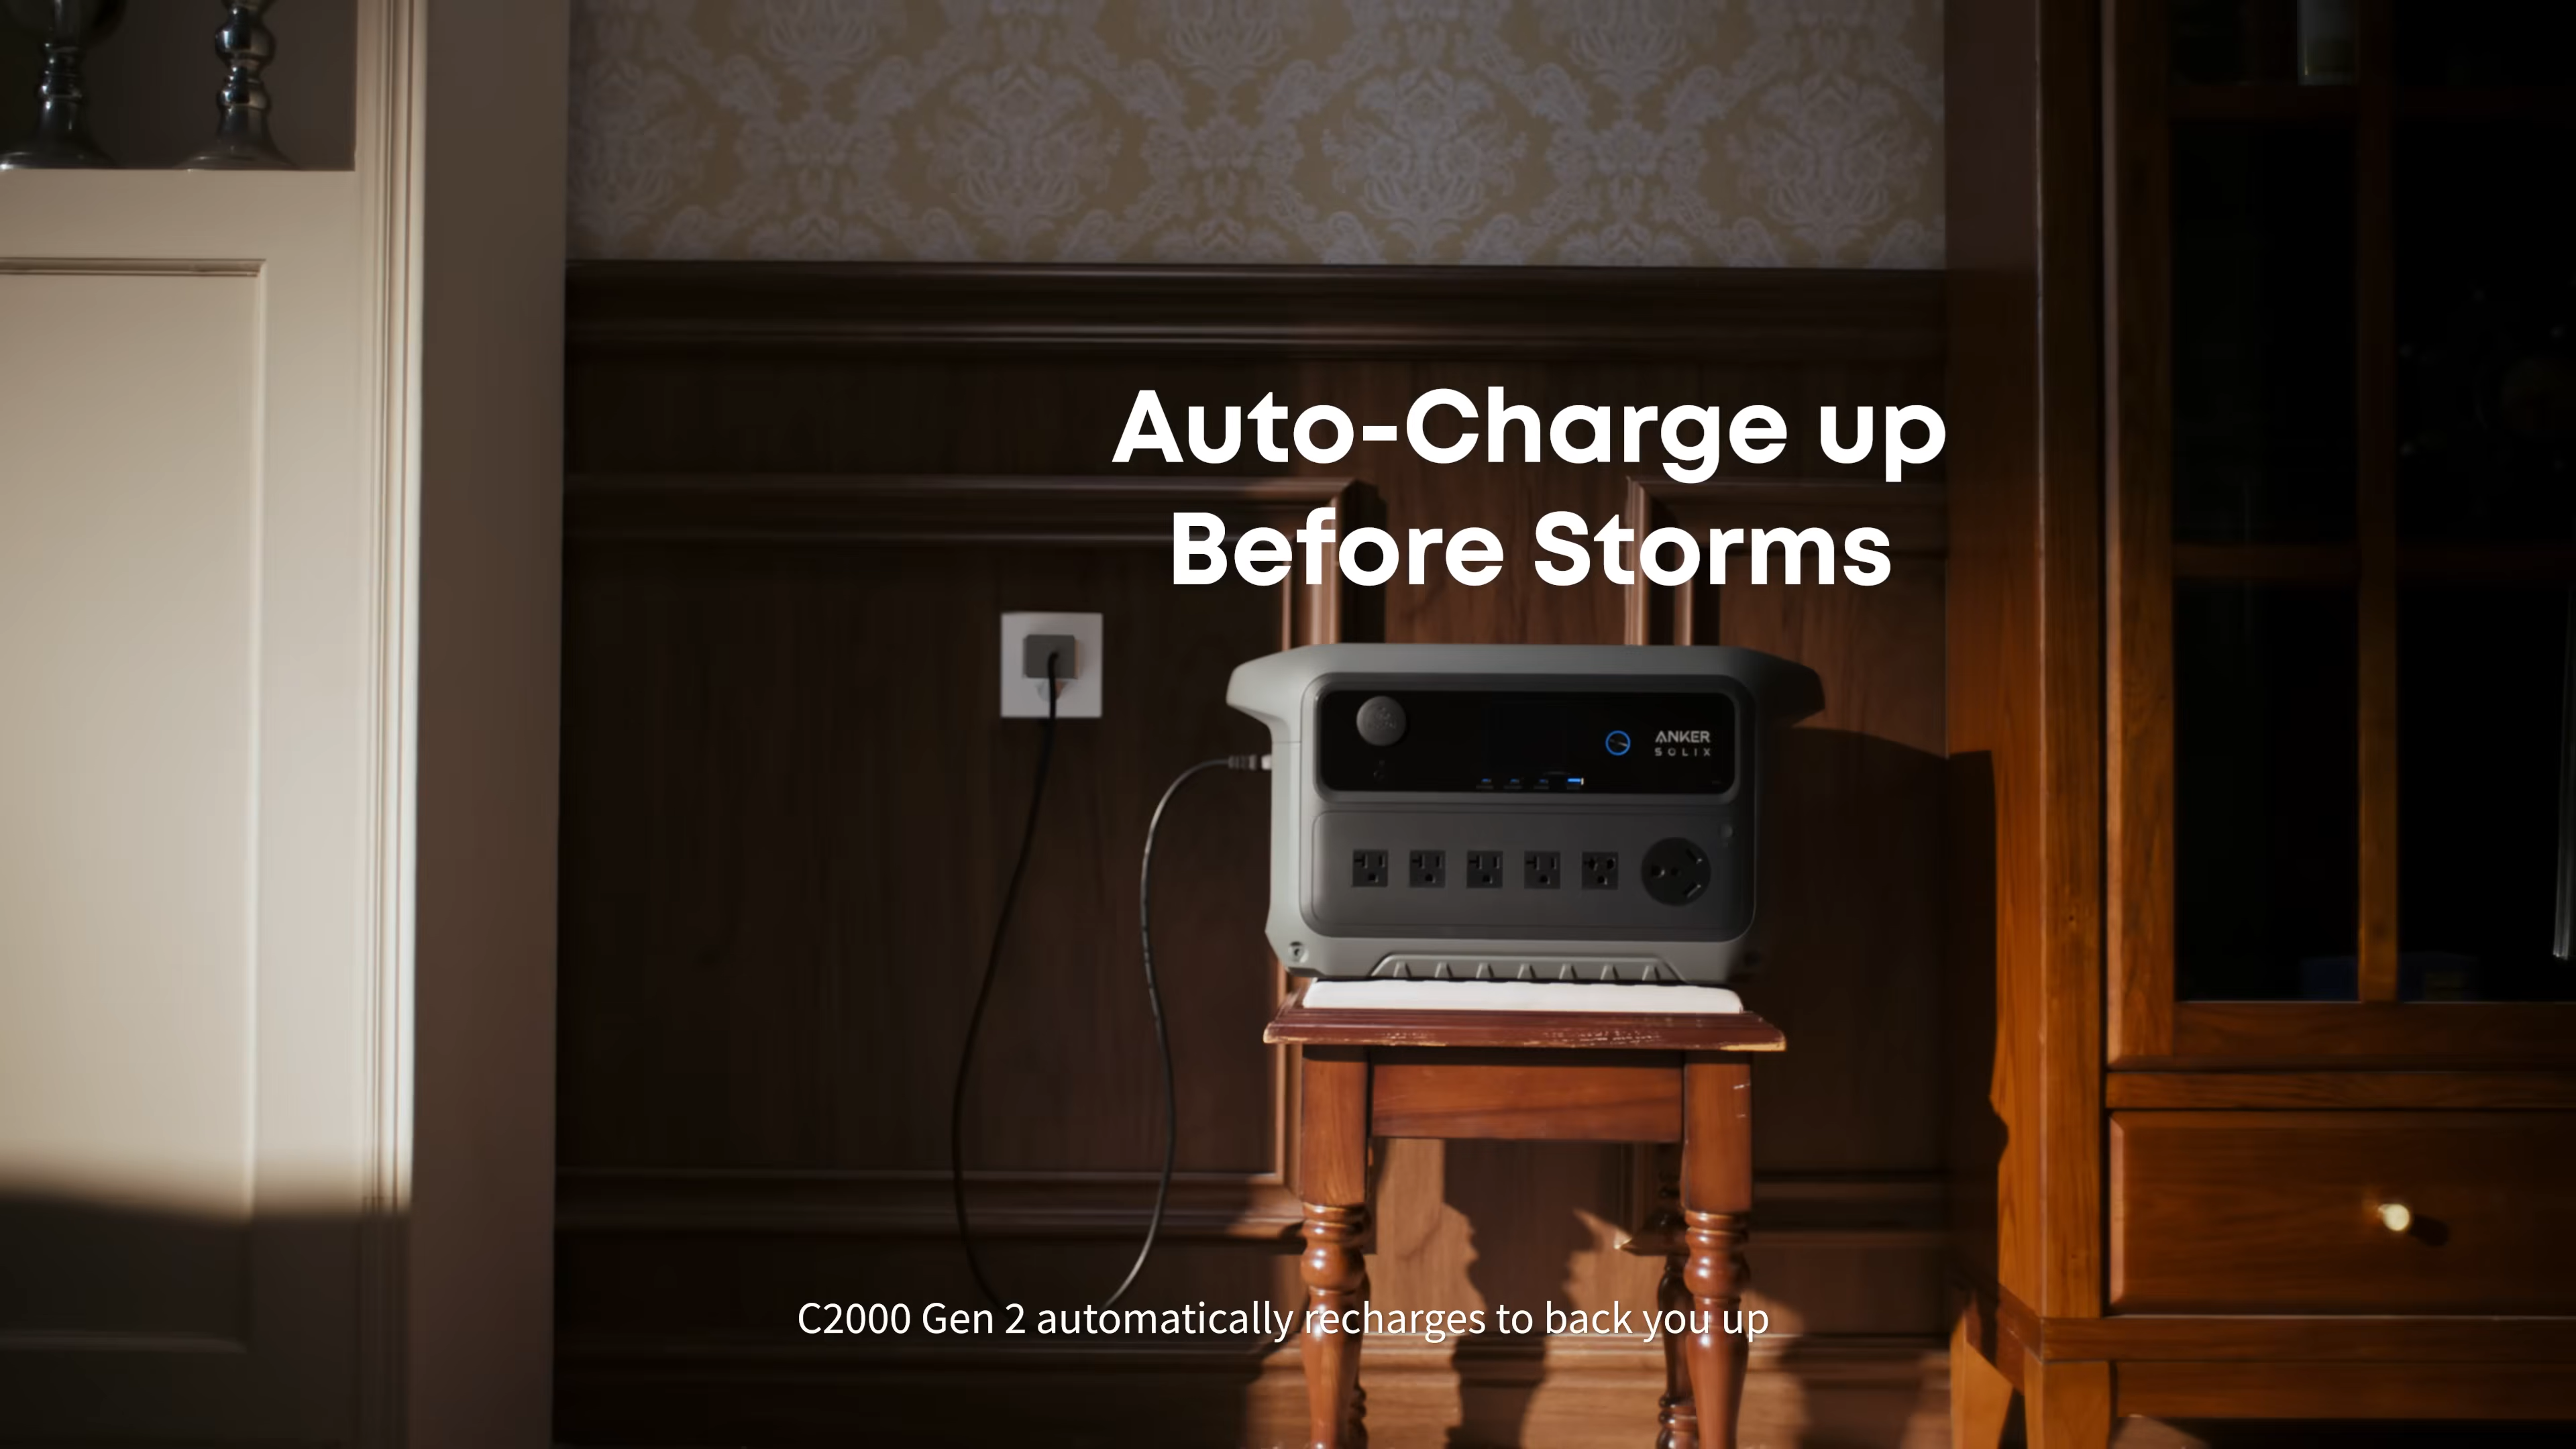 Auto-Charge up
Before Storms
ANKER
SOLIX
C2000 Gen 2 automatically recharges to back you up